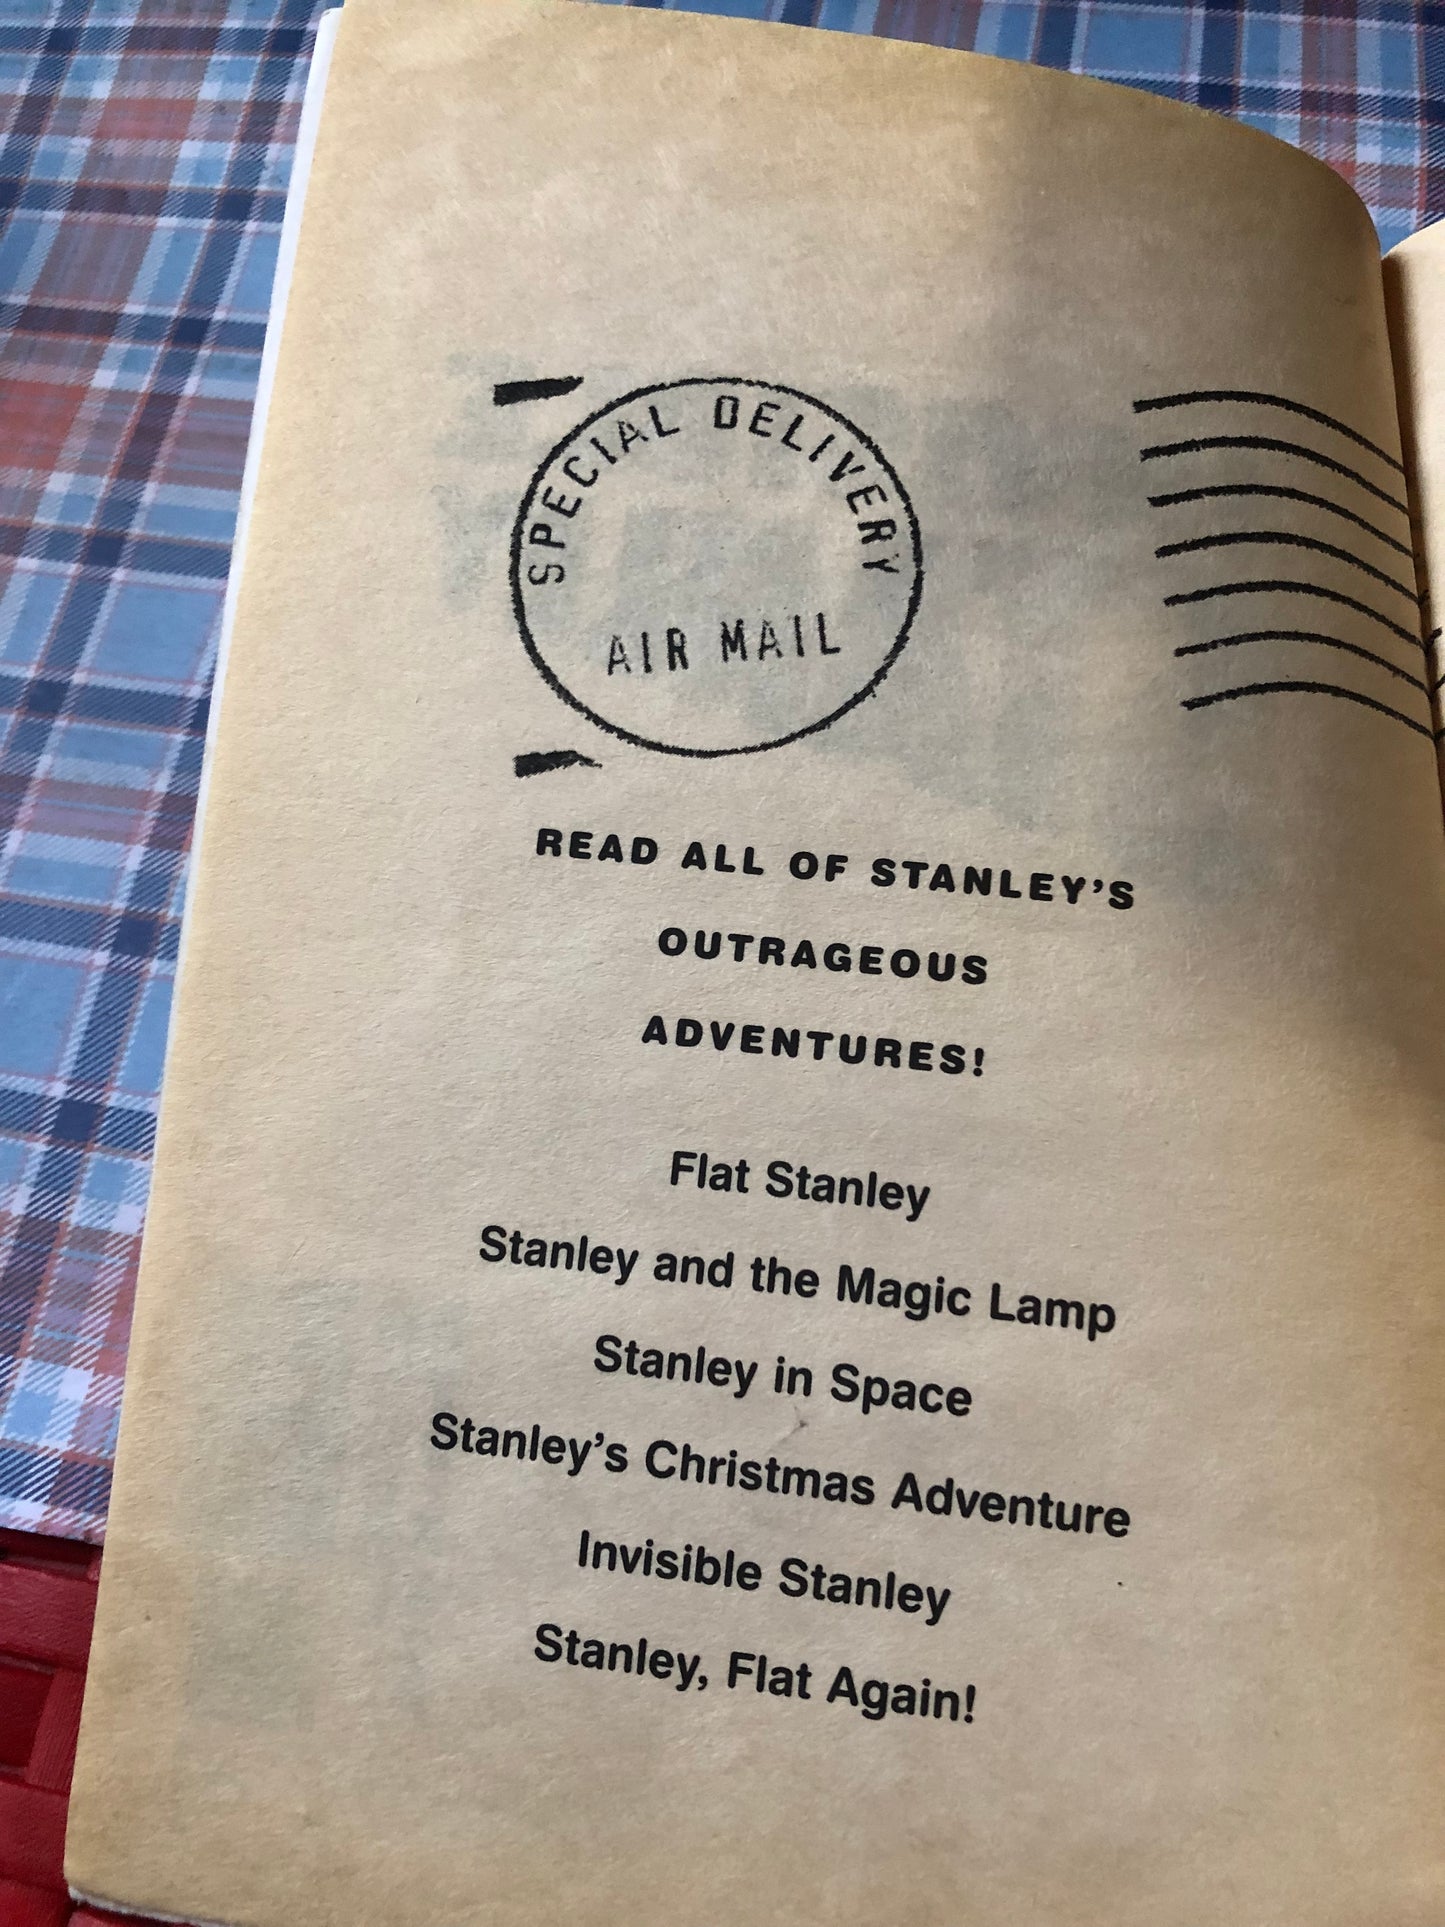 SPECIAL DELIVERY
AIR MAIL
READ ALL OF STANLEY'S
OUTRAGEOUS
ADVENTURES!
Flat Stanley
Stanley and the Magic Lamp
Stanley in Space
Stanley's Christmas Adventure
Invisible Stanley
Stanley, Flat Again!